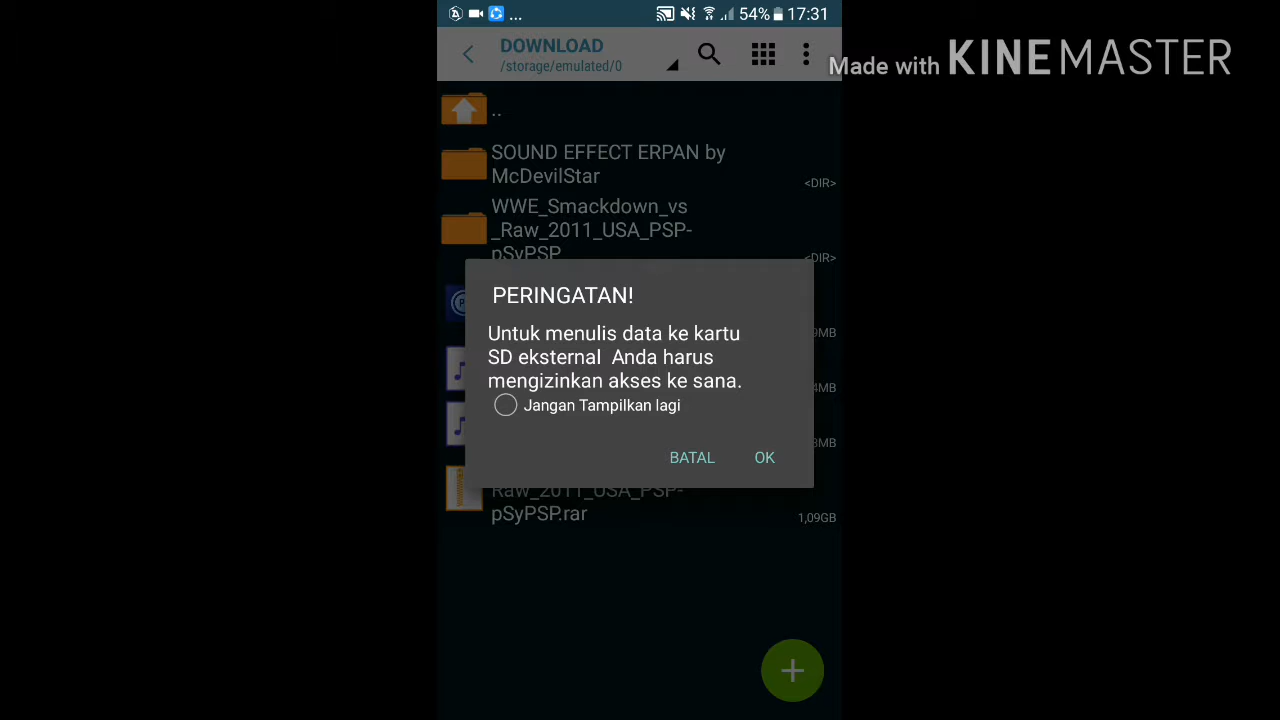 ... 54% 17:31
DOWNLOAD
/storage/emulated/0
Made with KINEMASTER
..
SOUND EFFECT ERPAN by
McDevilStar
<DIR>
WWE_Smackdown_vs
_Raw_2011_USA_PSP-
pSyPSP
<DIR>
PERINGATAN!
Untuk menulis data ke kartu
SD eksternal Anda harus
mengizinkan akses ke sana.
Jangan Tampilkan lagi
BATAL OK
Raw_2011_USA_PSP-
pSyPSP.rar
1,09GB